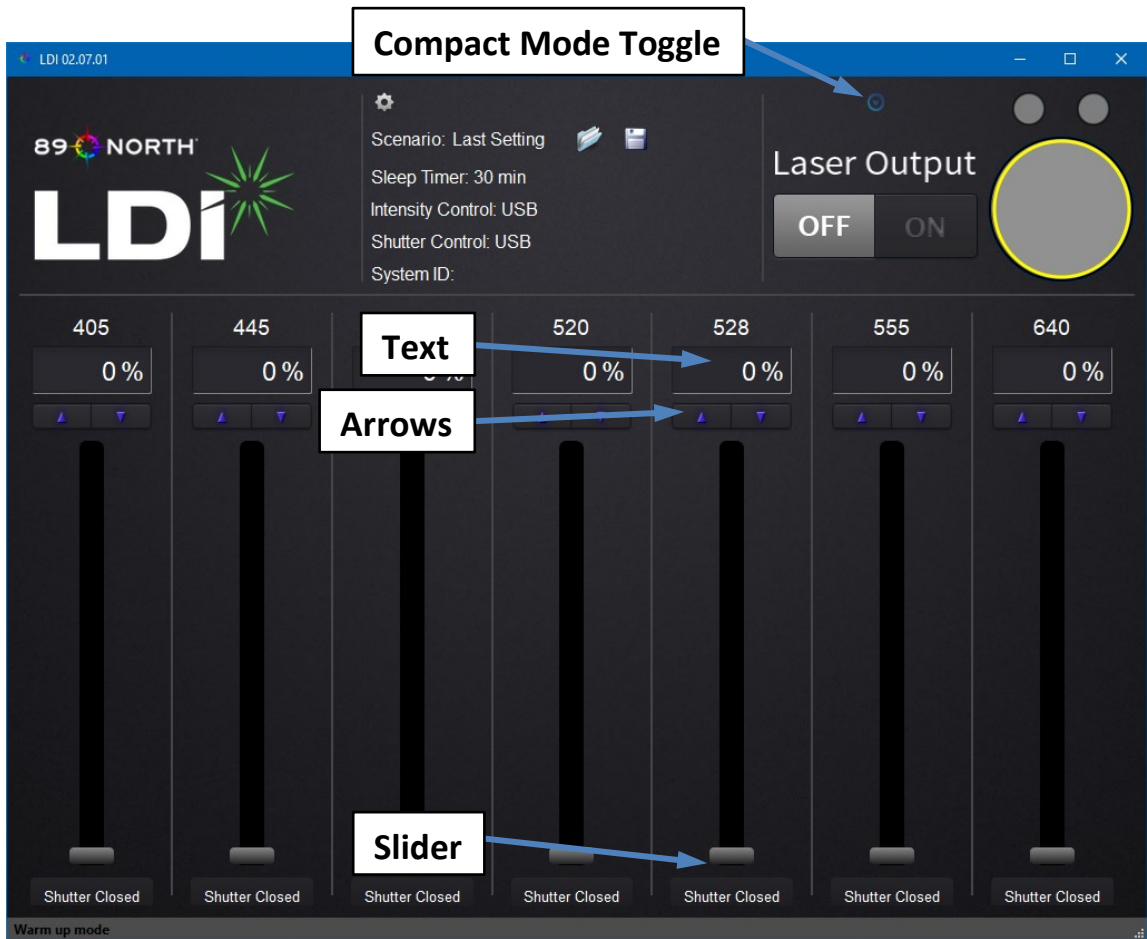 Compact Mode Toggle
LDI 02.07.01
89 NORTH
LDI
Scenario: Last Setting
Sleep Timer: 30 min
Intensity Control: USB
Shutter Control: USB
System ID:
Laser Output
OFF ON
405 445 520 528 555 640
Text
0 % 0 % 0 % 0 % 0 % 0 %
Arrows
Slider
Shutter Closed Shutter Closed Shutter Closed Shutter Closed Shutter Closed Shutter Closed Shutter Closed
Warm up mode